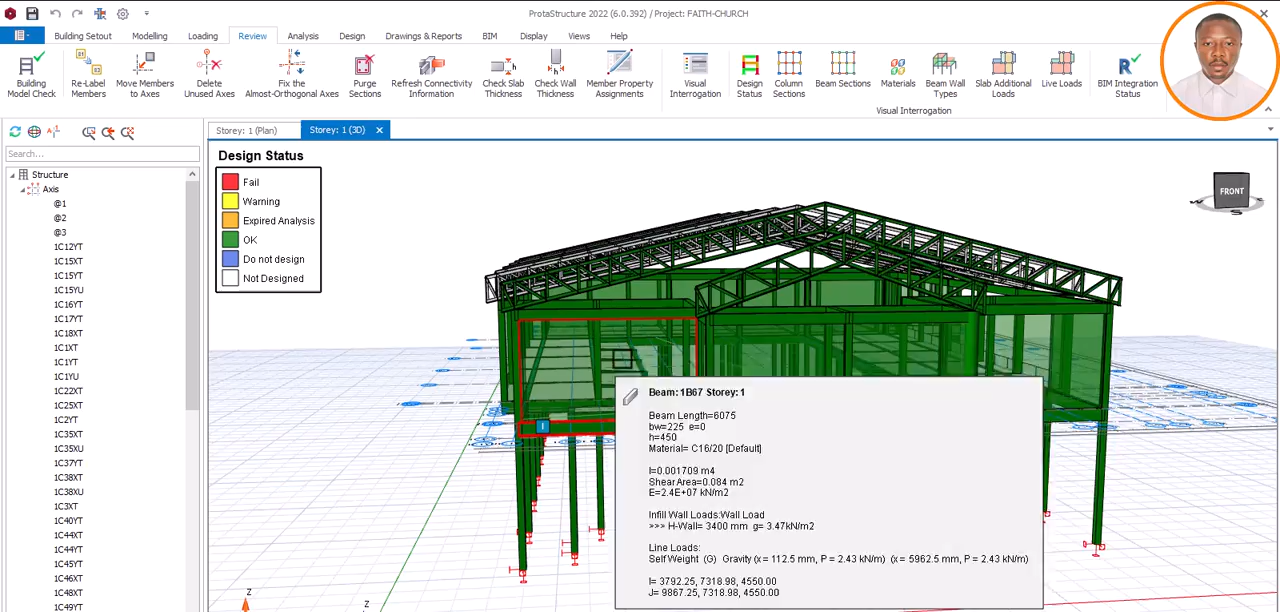 ProtaStructure 2022 (6.0.392) / Project: FAITH-CHURCH
Building Setout Modelling Loading Review Analysis Design Drawings & Reports BIM Display Views Help
Building Model Check
Re-Label Members
Move Members to Axes
Delete Unused Axes
Fix the Almost-Orthogonal Axes
Purge Sections
Refresh Connectivity Information
Check Slab Thickness
Check Wall Thickness
Member Property Assignments
Visual Interrogation
Design Status
Column Sections
Beam Sections
Materials
Beam Wall Types
Slab Additional Loads
Live Loads
BIM Integration Status
Visual Interrogation
Storey: 1 (Plan)
Storey: 1 (3D)
Search...
Structure
Axis
@1
@2
@3
1C12YT
1C15XT
1C15YT
1C15YU
1C16YT
1C17YT
1C18XT
1C1XT
1C1YT
1C1YU
1C22XT
1C25XT
1C2YT
1C35XT
1C35XU
1C37YT
1C38XT
1C38XU
1C3XT
1C40YT
1C44XT
1C44YT
1C45YT
1C46XT
1C48XT
1C49YT
Design Status
Fail
Warning
Expired Analysis
OK
Do not design
Not Designed
FRONT
I
Beam: 1B67 Storey: 1
Beam Length=6075
bw=225 e=0
h=450
Material= C16/20 [Default]
I=0.001709 m4
Shear Area=0.084 m2
E=2.4E+07 kN/m2
Infill Wall Loads:Wall Load
>>> H-Wall= 3400 mm g= 3.47kN/m2
Line Loads:
Self Weight (G) Gravity (x = 112.5 mm, P = 2.43 kN/m) (x = 5962.5 mm, P = 2.43 kN/m)
I= 3792.25, 7318.98, 4550.00
J= 9867.25, 7318.98, 4550.00
Z
Z